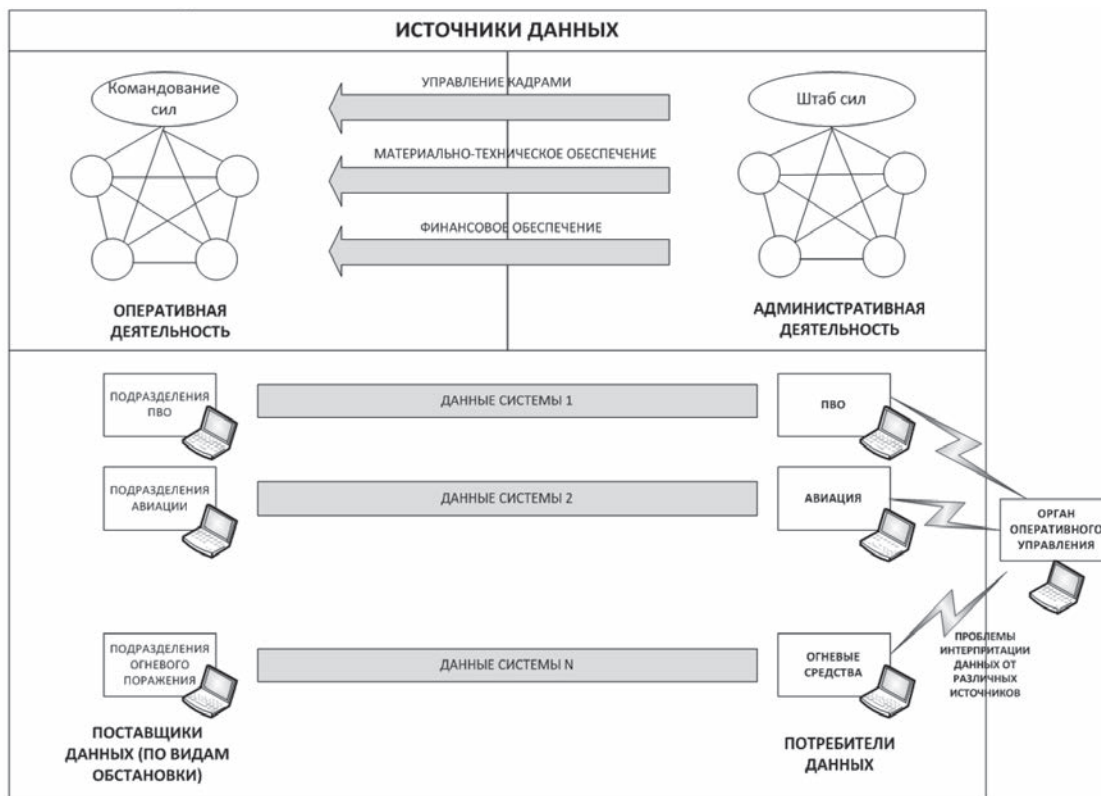 ИСТОЧНИКИ ДАННЫХ
Командование
сил
УПРАВЛЕНИЕ КАДРАМИ
Штаб сил
МАТЕРИАЛЬНО-ТЕХНИЧЕСКОЕ ОБЕСПЕЧЕНИЕ
ФИНАНСОВОЕ ОБЕСПЕЧЕНИЕ
ОПЕРАТИВНАЯ
ДЕЯТЕЛЬНОСТЬ
АДМИНИСТРАТИВНАЯ
ДЕЯТЕЛЬНОСТЬ
ПОДРАЗДЕЛЕНИЯ
ПВО
ДАННЫЕ СИСТЕМЫ 1
ПВО
ПОДРАЗДЕЛЕНИЯ
АВИАЦИИ
ДАННЫЕ СИСТЕМЫ 2
АВИАЦИЯ
ОРГАН
ОПЕРАТИВНОГО
УПРАВЛЕНИЯ
ПОДРАЗДЕЛЕНИЯ
ОГНЕВОГО
ПОРАЖЕНИЯ
ДАННЫЕ СИСТЕМЫ N
ОГНЕВЫЕ
СРЕДСТВА
ПРОБЛЕМЫ
ИНТЕРПРИТАЦИИ
ДАННЫХ ОТ
РАЗЛИЧНЫХ
ИСТОЧНИКОВ
ПОСТАВЩИКИ
ДАННЫХ (ПО ВИДАМ
ОБСТАНОВКИ)
ПОТРЕБИТЕЛИ
ДАННЫХ